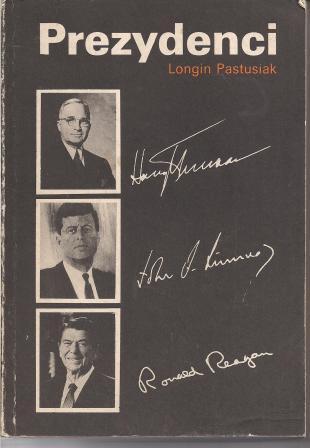 Prezydenci
Longin Pastusiak
Harry Truman
John F. Kennedy
Ronald Reagan